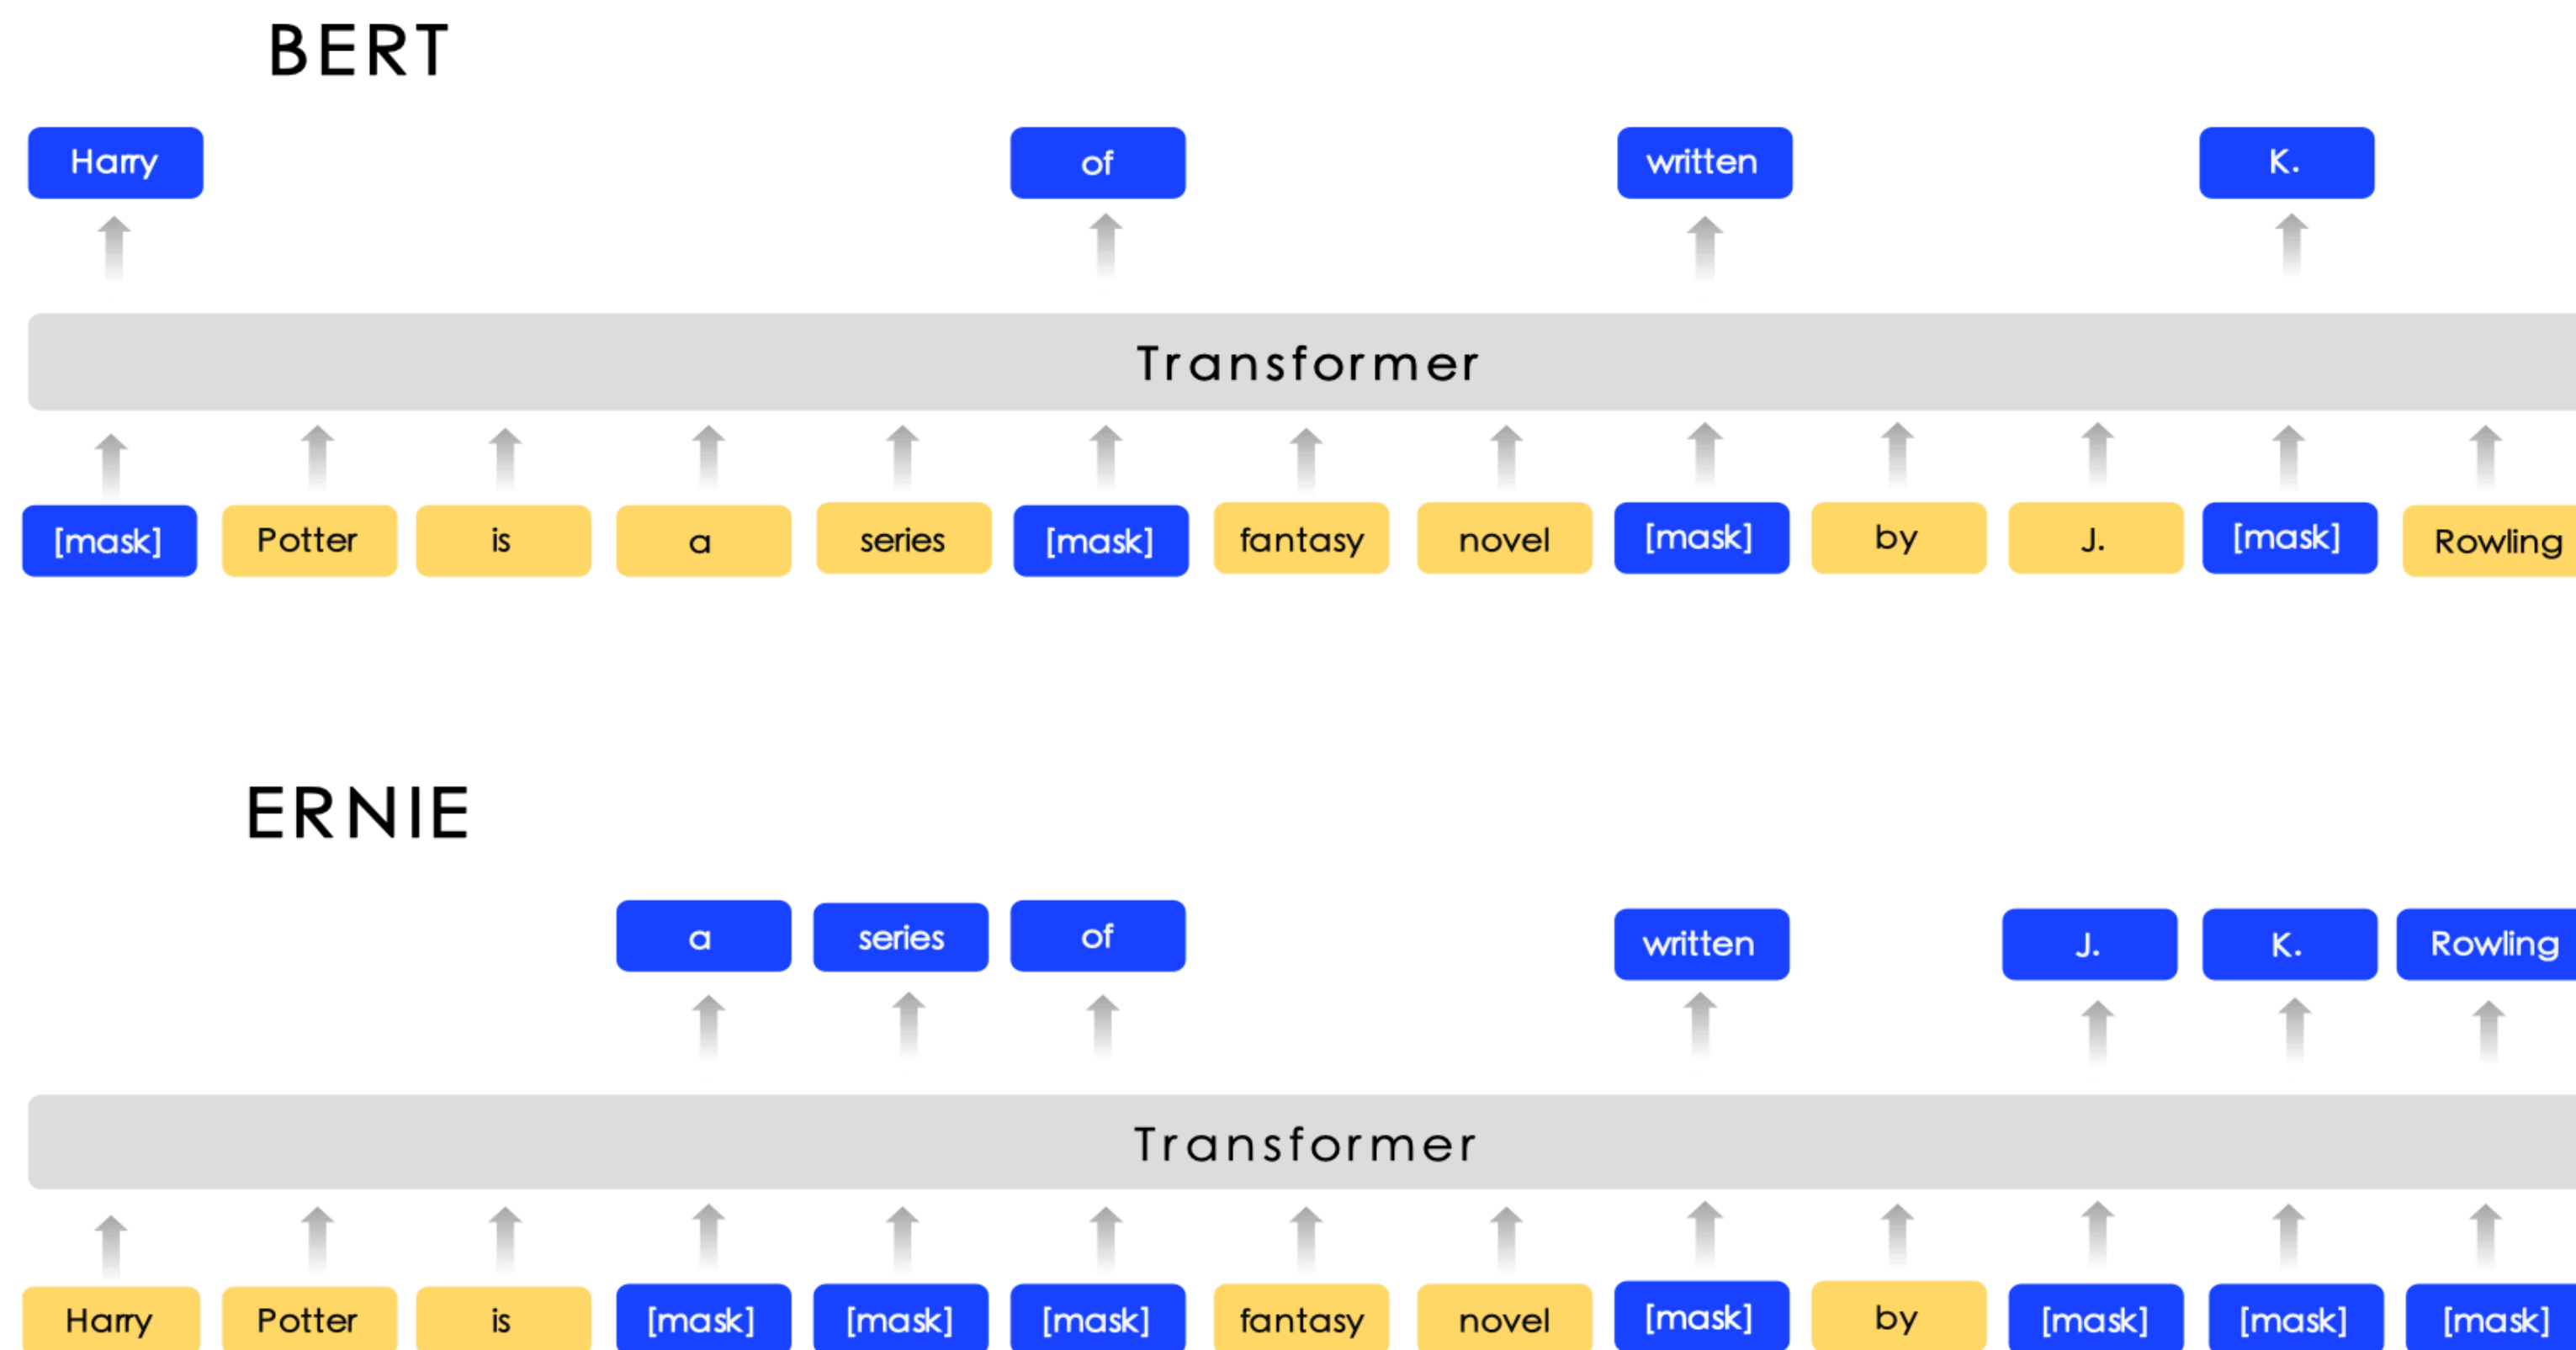 BERT
Harry of written K.
Transformer
[mask] Potter is a series [mask] fantasy novel [mask] by J. [mask] Rowling
ERNIE
a series of written J. K. Rowling
Transformer
Harry Potter is [mask] [mask] [mask] fantasy novel [mask] by [mask] [mask] [mask]